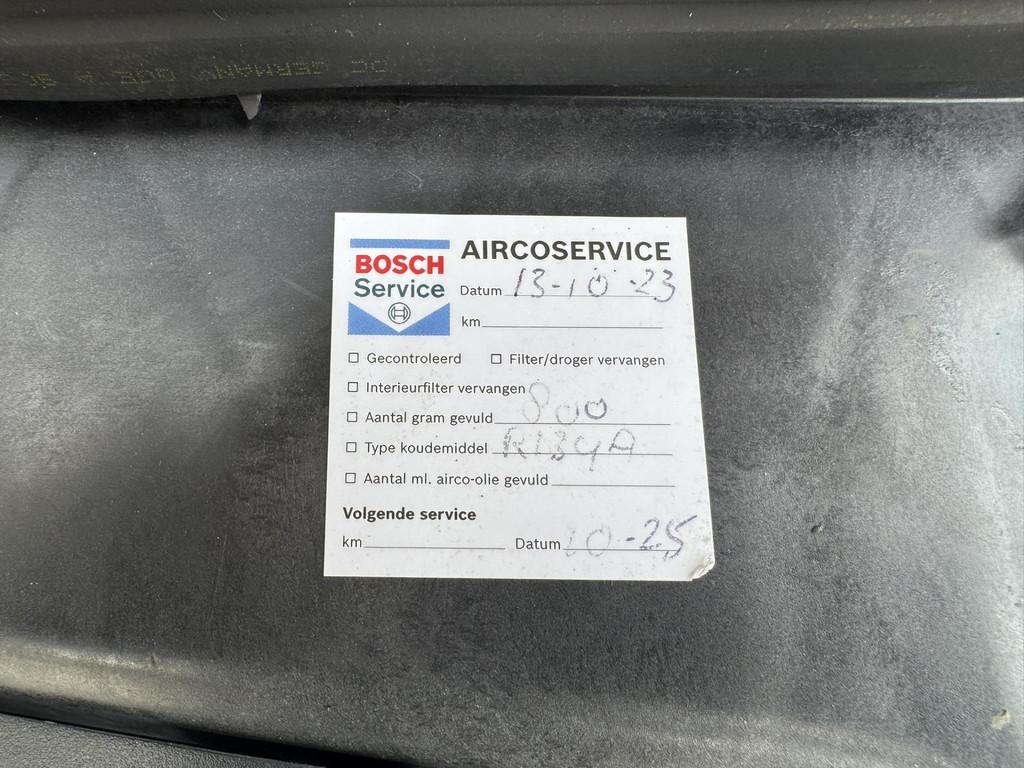 GERMANY
AIRCOSERVICE
BOSCH
Service
Datum 13-10-23
km
Gecontroleerd Filter/droger vervangen
Interieurfilter vervangen
Aantal gram gevuld 800
Type koudemiddel R134A
Aantal ml. airco-olie gevuld
Volgende service
km Datum 10-25